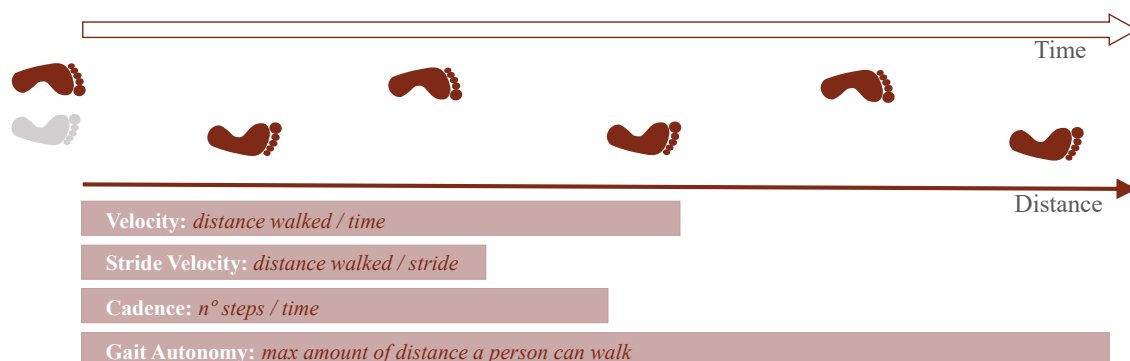 Time
Distance
Velocity: distance walked / time
Stride Velocity: distance walked / stride
Cadence: nº steps / time
Gait Autonomy: max amount of distance a person can walk